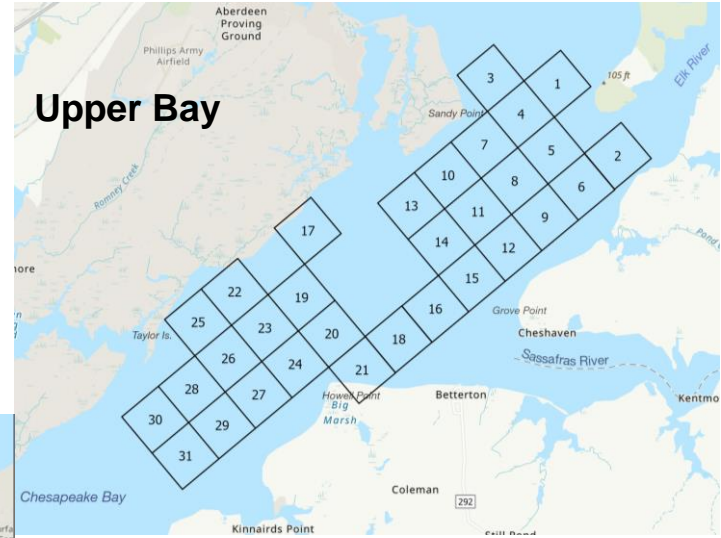 Aberdeen
Proving
Ground
Phillips Army
Airfield
Upper Bay
Sandy Point
105 ft
Elk River
Romney Creek
3
1
4
7
5
2
10
8
6
13
11
9
17
14
12
22
19
15
25
23
20
16
18
Grove Point
Taylor Is.
Cheshaven
26
24
21
Sassafras River
28
27
Howell Point
Big
Marsh
Betterton
30
29
31
Coleman
292
Chesapeake Bay
Kinnairds Point